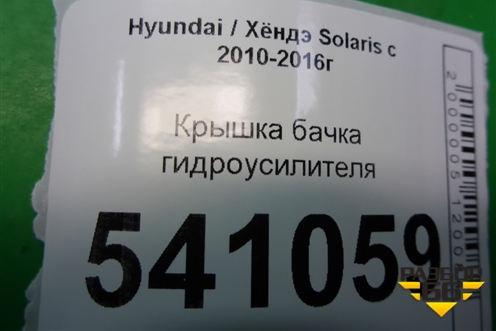 Hyundai / Хёндэ Solaris с
2010-2016г
Крышка бачка
гидроусилителя
541059